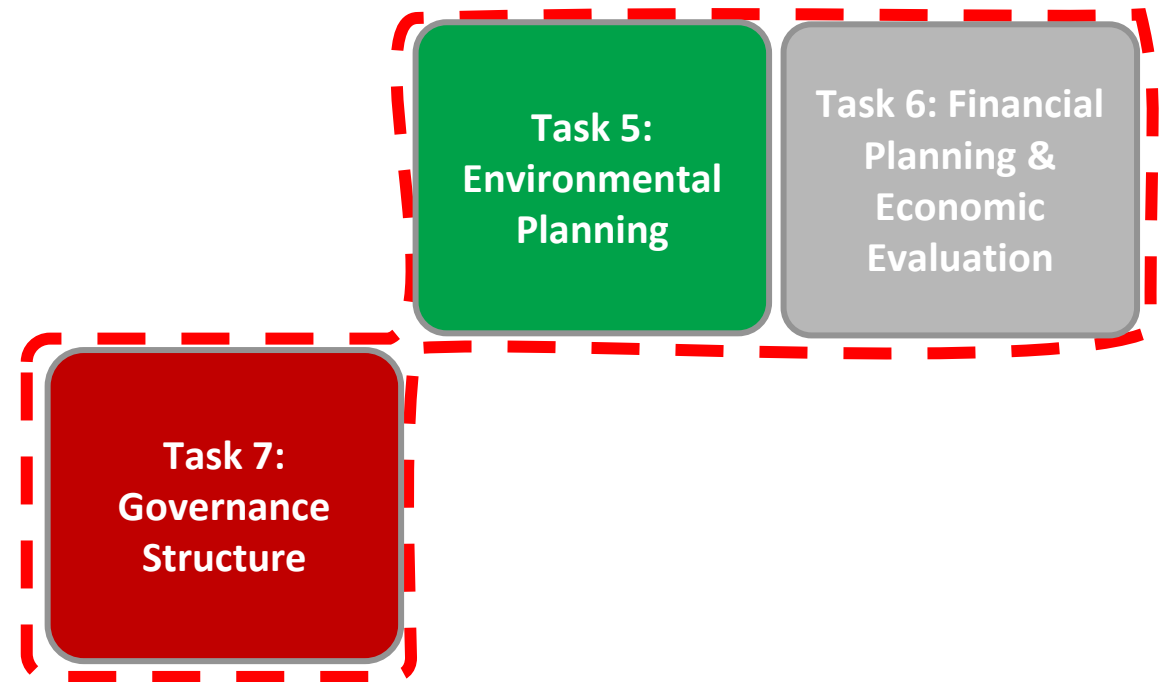 Task 5:
Environmental
Planning
Task 6: Financial
Planning &
Economic
Evaluation
Task 7:
Governance
Structure